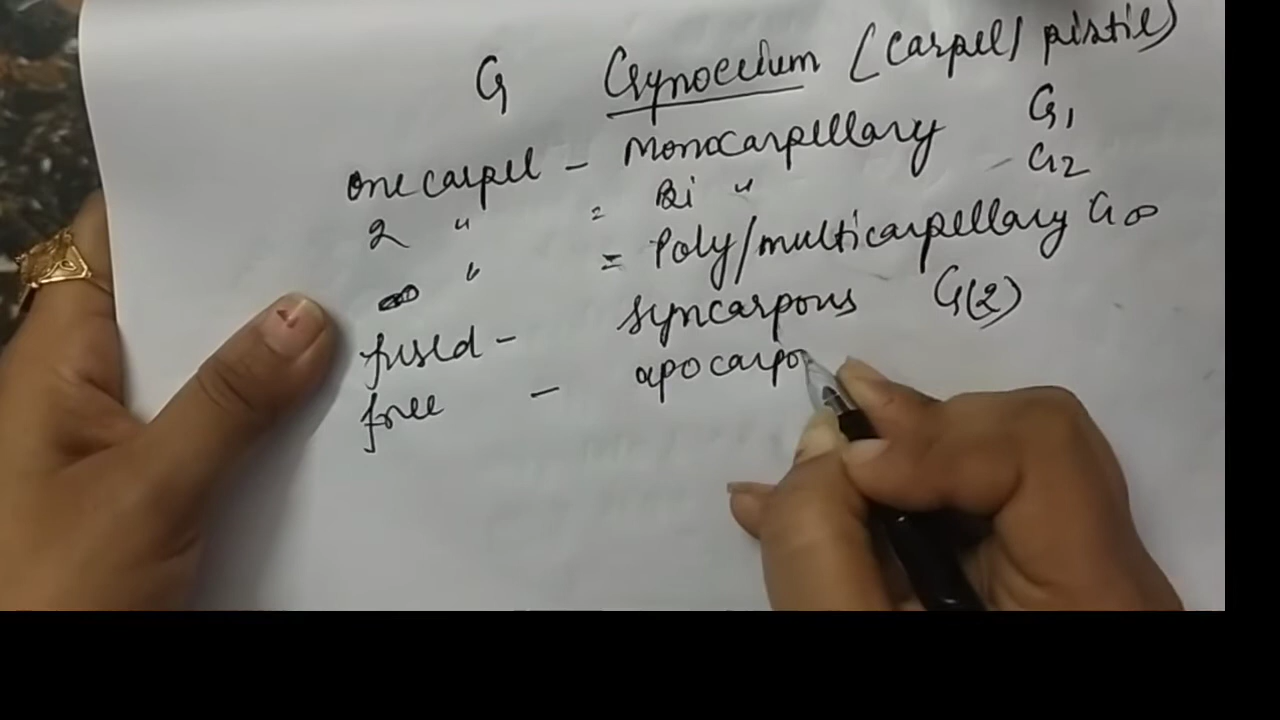 G Gynoecium (Carpel/pistil)
one carpel - Monocarpellary G1
2 " = Bi " - G2
∞ " = Poly/multicarpellary G∞
fused - syncarpous G(2)
free - apocarpo